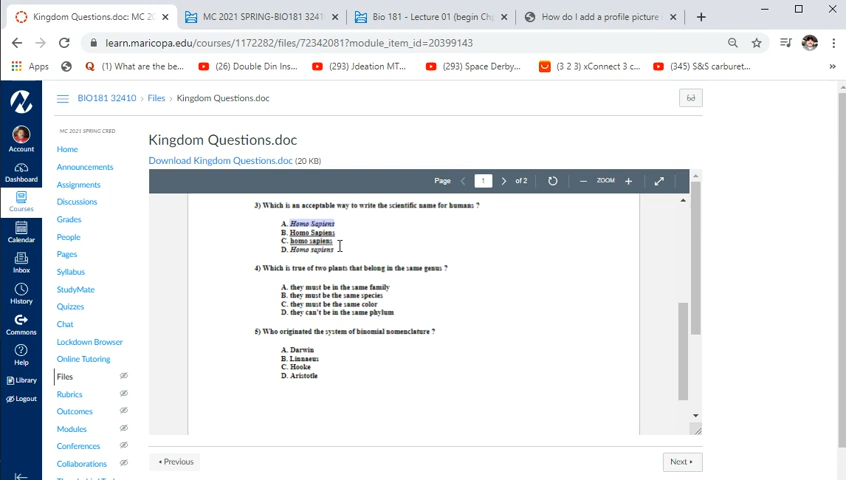 Kingdom Questions.doc: MC 202
MC 2021 SPRING-BIO181 3241
Bio 181 - Lecture 01 (begin Ch
How do I add a profile picture
learn.maricopa.edu/courses/1172282/files/72342081?module_item_id=20399143
Apps
(1) What are the be...
(26) Double Din Ins...
(293) Jdeation MT...
(293) Space Derby...
(3 2 3) xConnect 3 c...
(345) S&S carburet...
BIO181 32410 > Files > Kingdom Questions.doc
MC 2021 SPRING CRED
Account
Dashboard
Courses
Calendar
Inbox
History
Commons
Help
Library
Logout
Home
Announcements
Assignments
Discussions
Grades
People
Pages
Syllabus
StudyMate
Quizzes
Chat
Lockdown Browser
Online Tutoring
Files
Rubrics
Outcomes
Modules
Conferences
Collaborations
Kingdom Questions.doc
Download Kingdom Questions.doc (20 KB)
Page < 1 > of 2 ZOOM
3) Which is an acceptable way to write the scientific name for humans ?
A. Homo Sapiens
B. Homo Sapiens
C. homo sapiens
D. Homo sapiens
4) Which is true of two plants that belong in the same genus ?
A. they must be in the same family
B. they must be the same species
C. they must be the same color
D. they can't be in the same phylum
5) Who originated the system of binomial nomenclature ?
A. Darwin
B. Linnaeus
C. Hooke
D. Aristotle
Previous
Next